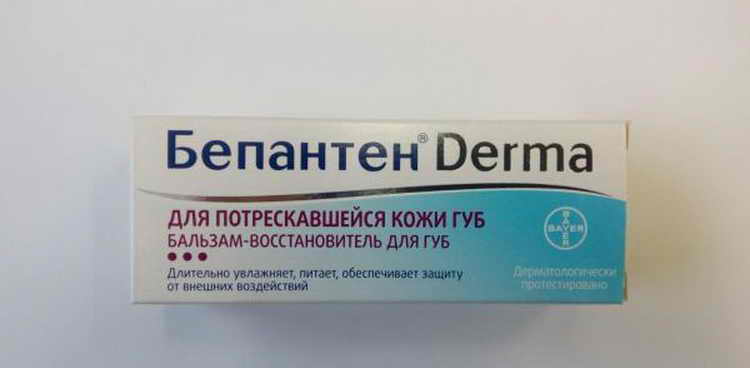 Бепантен® Derma
ДЛЯ ПОТРЕСКАВШЕЙСЯ КОЖИ ГУБ
БАЛЬЗАМ-ВОССТАНОВИТЕЛЬ ДЛЯ ГУБ
Длительно увлажняет, питает, обеспечивает защиту
от внешних воздействий
BAYER
BAYER
Дерматологически
протестировано